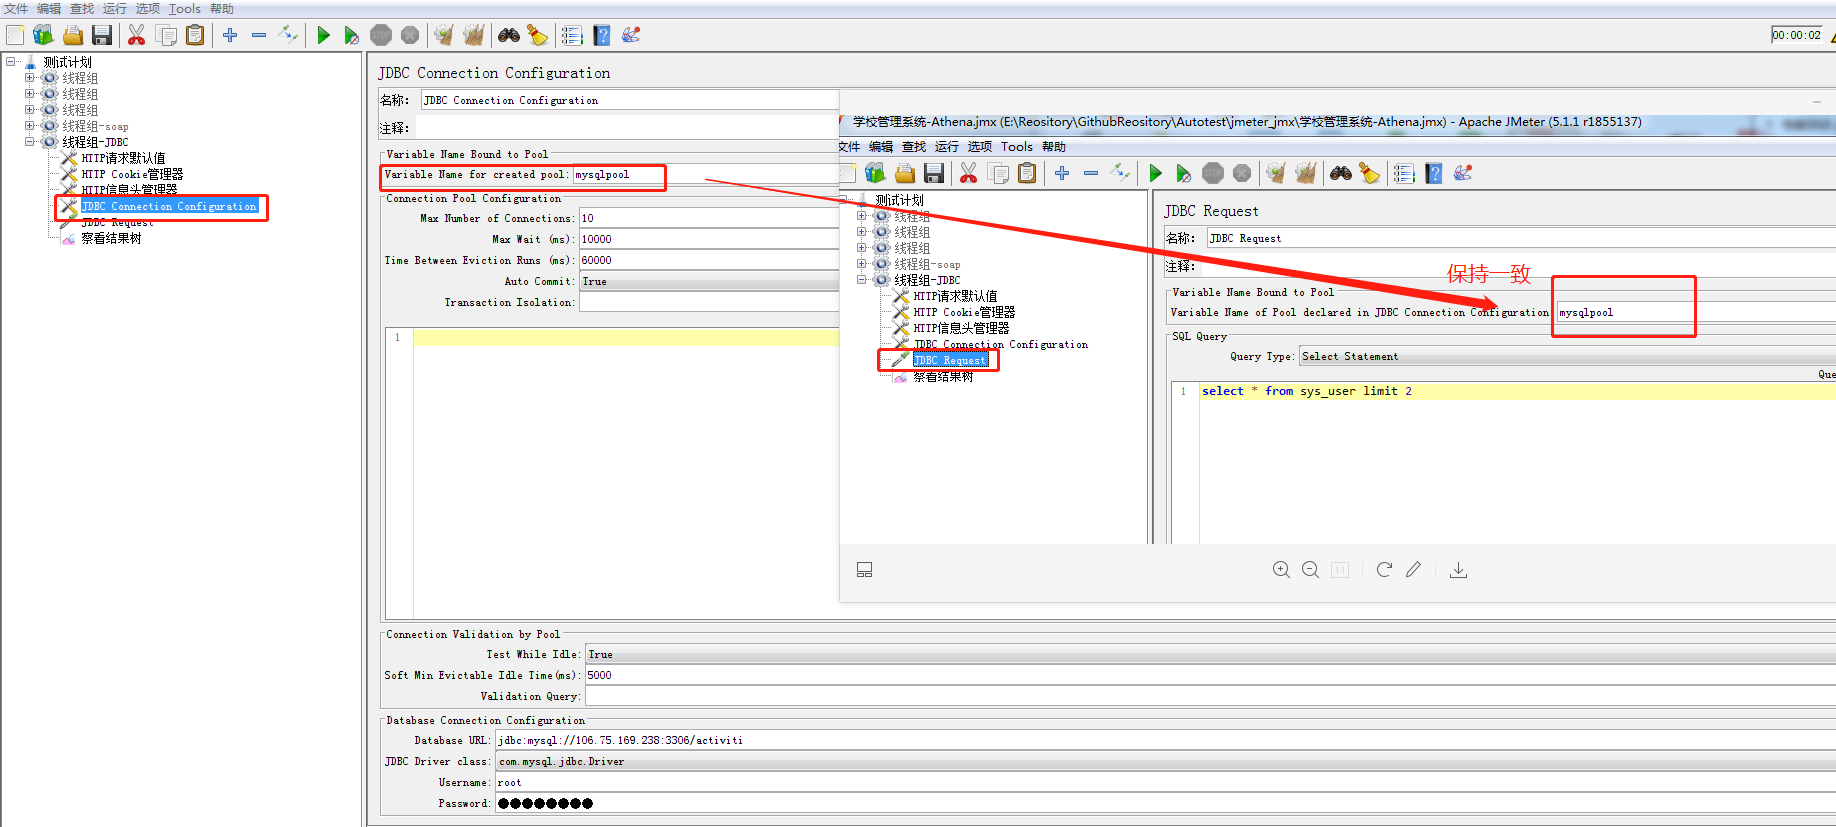 文件 编辑 查找 运行 选项 Tools 帮助
00:00:02
测试计划
线程组
线程组
线程组
线程组-soap
线程组-JDBC
HTTP请求默认值
HTTP Cookie管理器
HTTP信息头管理器
JDBC Connection Configuration
JDBC Request
察看结果树
JDBC Connection Configuration
名称: JDBC Connection Configuration
注释:
Variable Name Bound to Pool
Variable Name for created pool: mysqlpool
Connection Pool Configuration
Max Number of Connections: 10
Max Wait (ms): 10000
Time Between Eviction Runs (ms): 60000
Auto Commit: True
Transaction Isolation:
1
Connection Validation by Pool
Test While Idle: True
Soft Min Evictable Idle Time(ms): 5000
Validation Query:
Database Connection Configuration
Database URL: jdbc:mysql://106.75.169.238:3306/activiti
JDBC Driver class: com.mysql.jdbc.Driver
Username: root
Password: ●●●●●●●●
学校管理系统-Athena.jmx (E:\Reository\GithubReository\Autotest\jmeter_jmx\学校管理系统-Athena.jmx) - Apache JMeter (5.1.1 r1855137)
文件 编辑 查找 运行 选项 Tools 帮助
测试计划
线程组
线程组
线程组
线程组-soap
线程组-JDBC
HTTP请求默认值
HTTP Cookie管理器
HTTP信息头管理器
JDBC Connection Configuration
JDBC Request
察看结果树
JDBC Request
名称: JDBC Request
注释:
保持一致
Variable Name Bound to Pool
Variable Name of Pool declared in JDBC Connection Configuration: mysqlpool
SQL Query
Query Type: Select Statement
Que
1 select * from sys_user limit 2
1:1